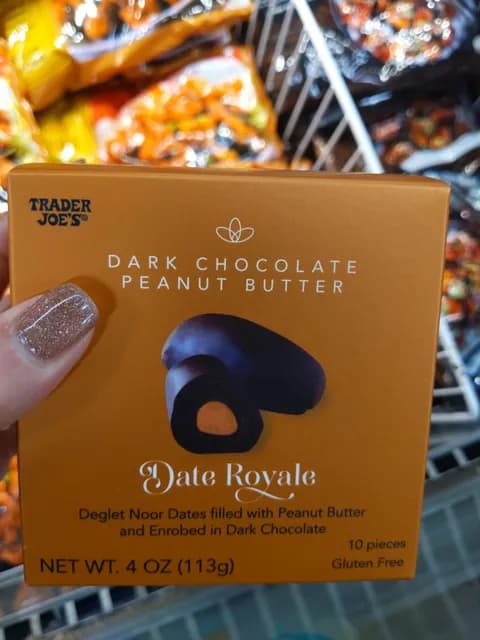 TRADER
JOE'S®
DARK CHOCOLATE
PEANUT BUTTER
Date Royale
Deglet Noor Dates filled with Peanut Butter
and Enrobed in Dark Chocolate
10 pieces
NET WT. 4 OZ (113g)
Gluten Free